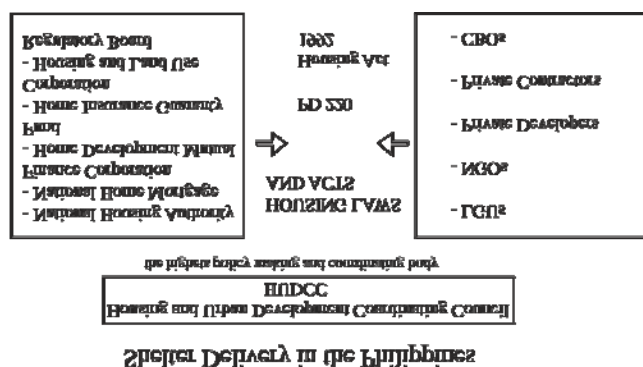 Shelter Delivery in the Philippines
Housing and Urban Development Coordinating Council
HUDCC
the highets policy making and coordinating body
- National Housing Authority
- National Home Mortgage
Finance Corporation
- Home Development Mutual
Fund
- Home Insurance Guaranty
Corporation
- Housing and Land Use
Regulatory Board
HOUSING LAWS
AND ACTS
PD 220
Housing Act
1992
- LGUs
- NGOs
- Private Developers
- Private Contractors
- CBOs